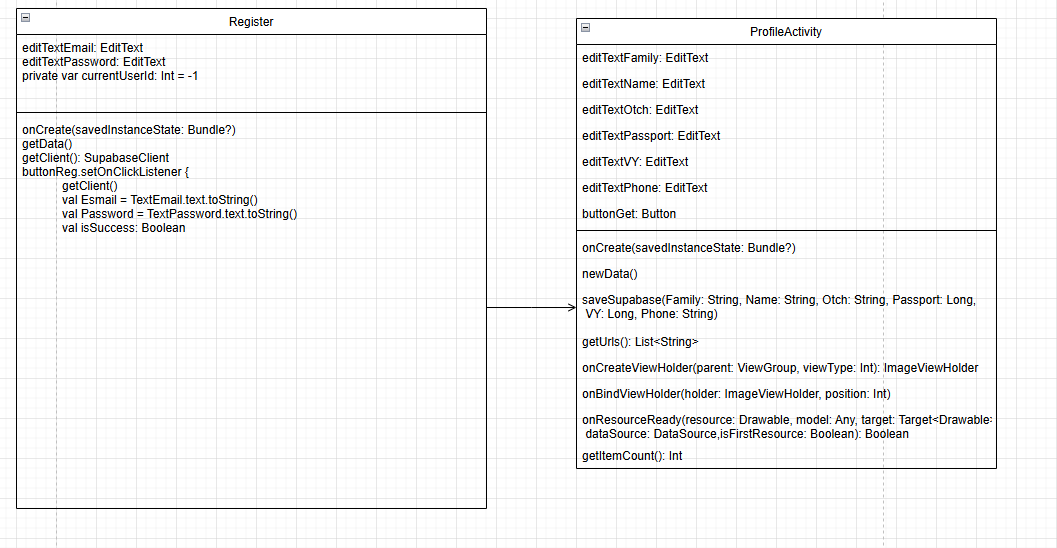 Register
editTextEmail: EditText
editTextPassword: EditText
private var currentUserId: Int = -1
onCreate(savedInstanceState: Bundle?)
getData()
getClient(): SupabaseClient
buttonReg.setOnClickListener {
getClient()
val Esmail = TextEmail.text.toString()
val Password = TextPassword.text.toString()
val isSuccess: Boolean
ProfileActivity
editTextFamily: EditText
editTextName: EditText
editTextOtch: EditText
editTextPassport: EditText
editTextVY: EditText
editTextPhone: EditText
buttonGet: Button
onCreate(savedInstanceState: Bundle?)
newData()
saveSupabase(Family: String, Name: String, Otch: String, Passport: Long,
VY: Long, Phone: String)
getUrls(): List<String>
onCreateViewHolder(parent: ViewGroup, viewType: Int): ImageViewHolder
onBindViewHolder(holder: ImageViewHolder, position: Int)
onResourceReady(resource: Drawable, model: Any, target: Target<Drawable>
dataSource: DataSource,isFirstResource: Boolean): Boolean
getItemCount(): Int